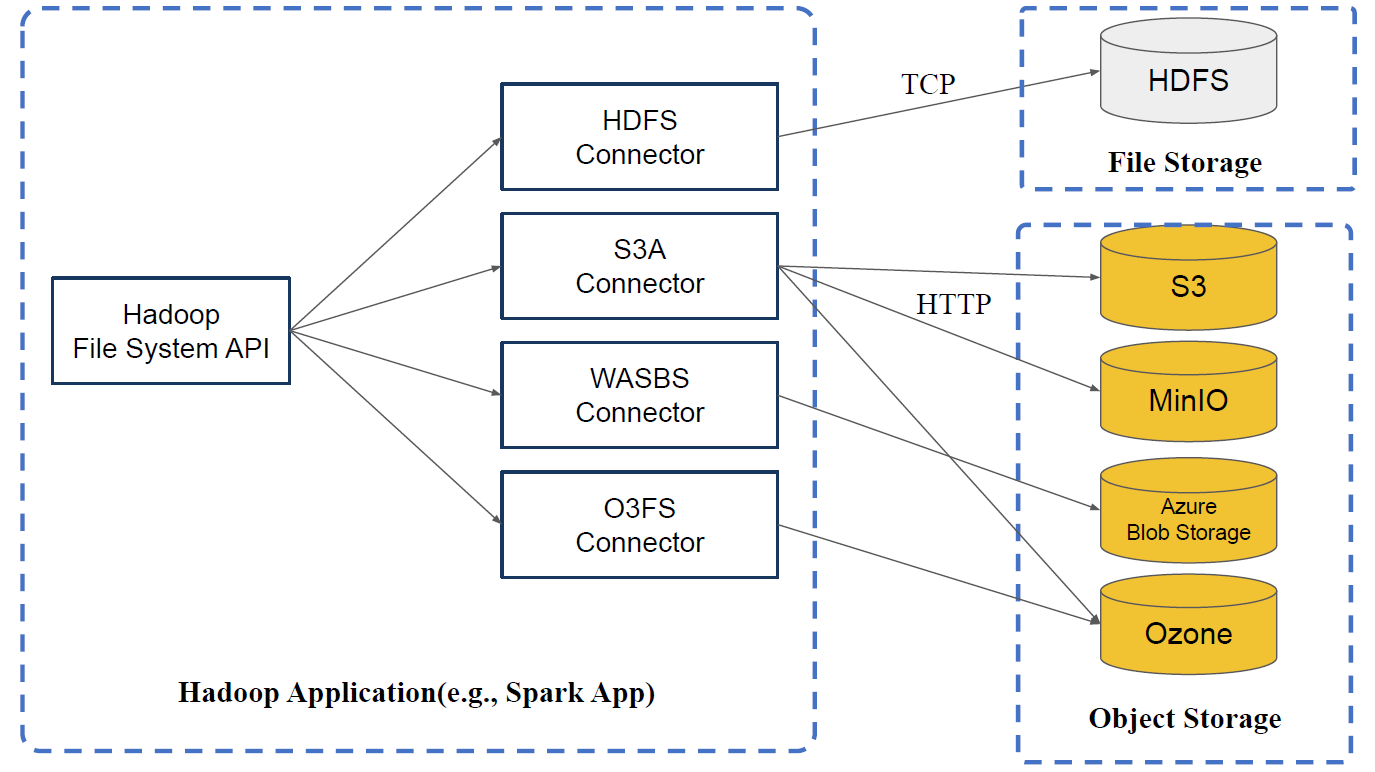 Hadoop
File System API
HDFS
Connector
S3A
Connector
WASBS
Connector
O3FS
Connector
Hadoop Application(e.g., Spark App)
TCP
HTTP
HDFS
File Storage
S3
MinIO
Azure
Blob Storage
Ozone
Object Storage